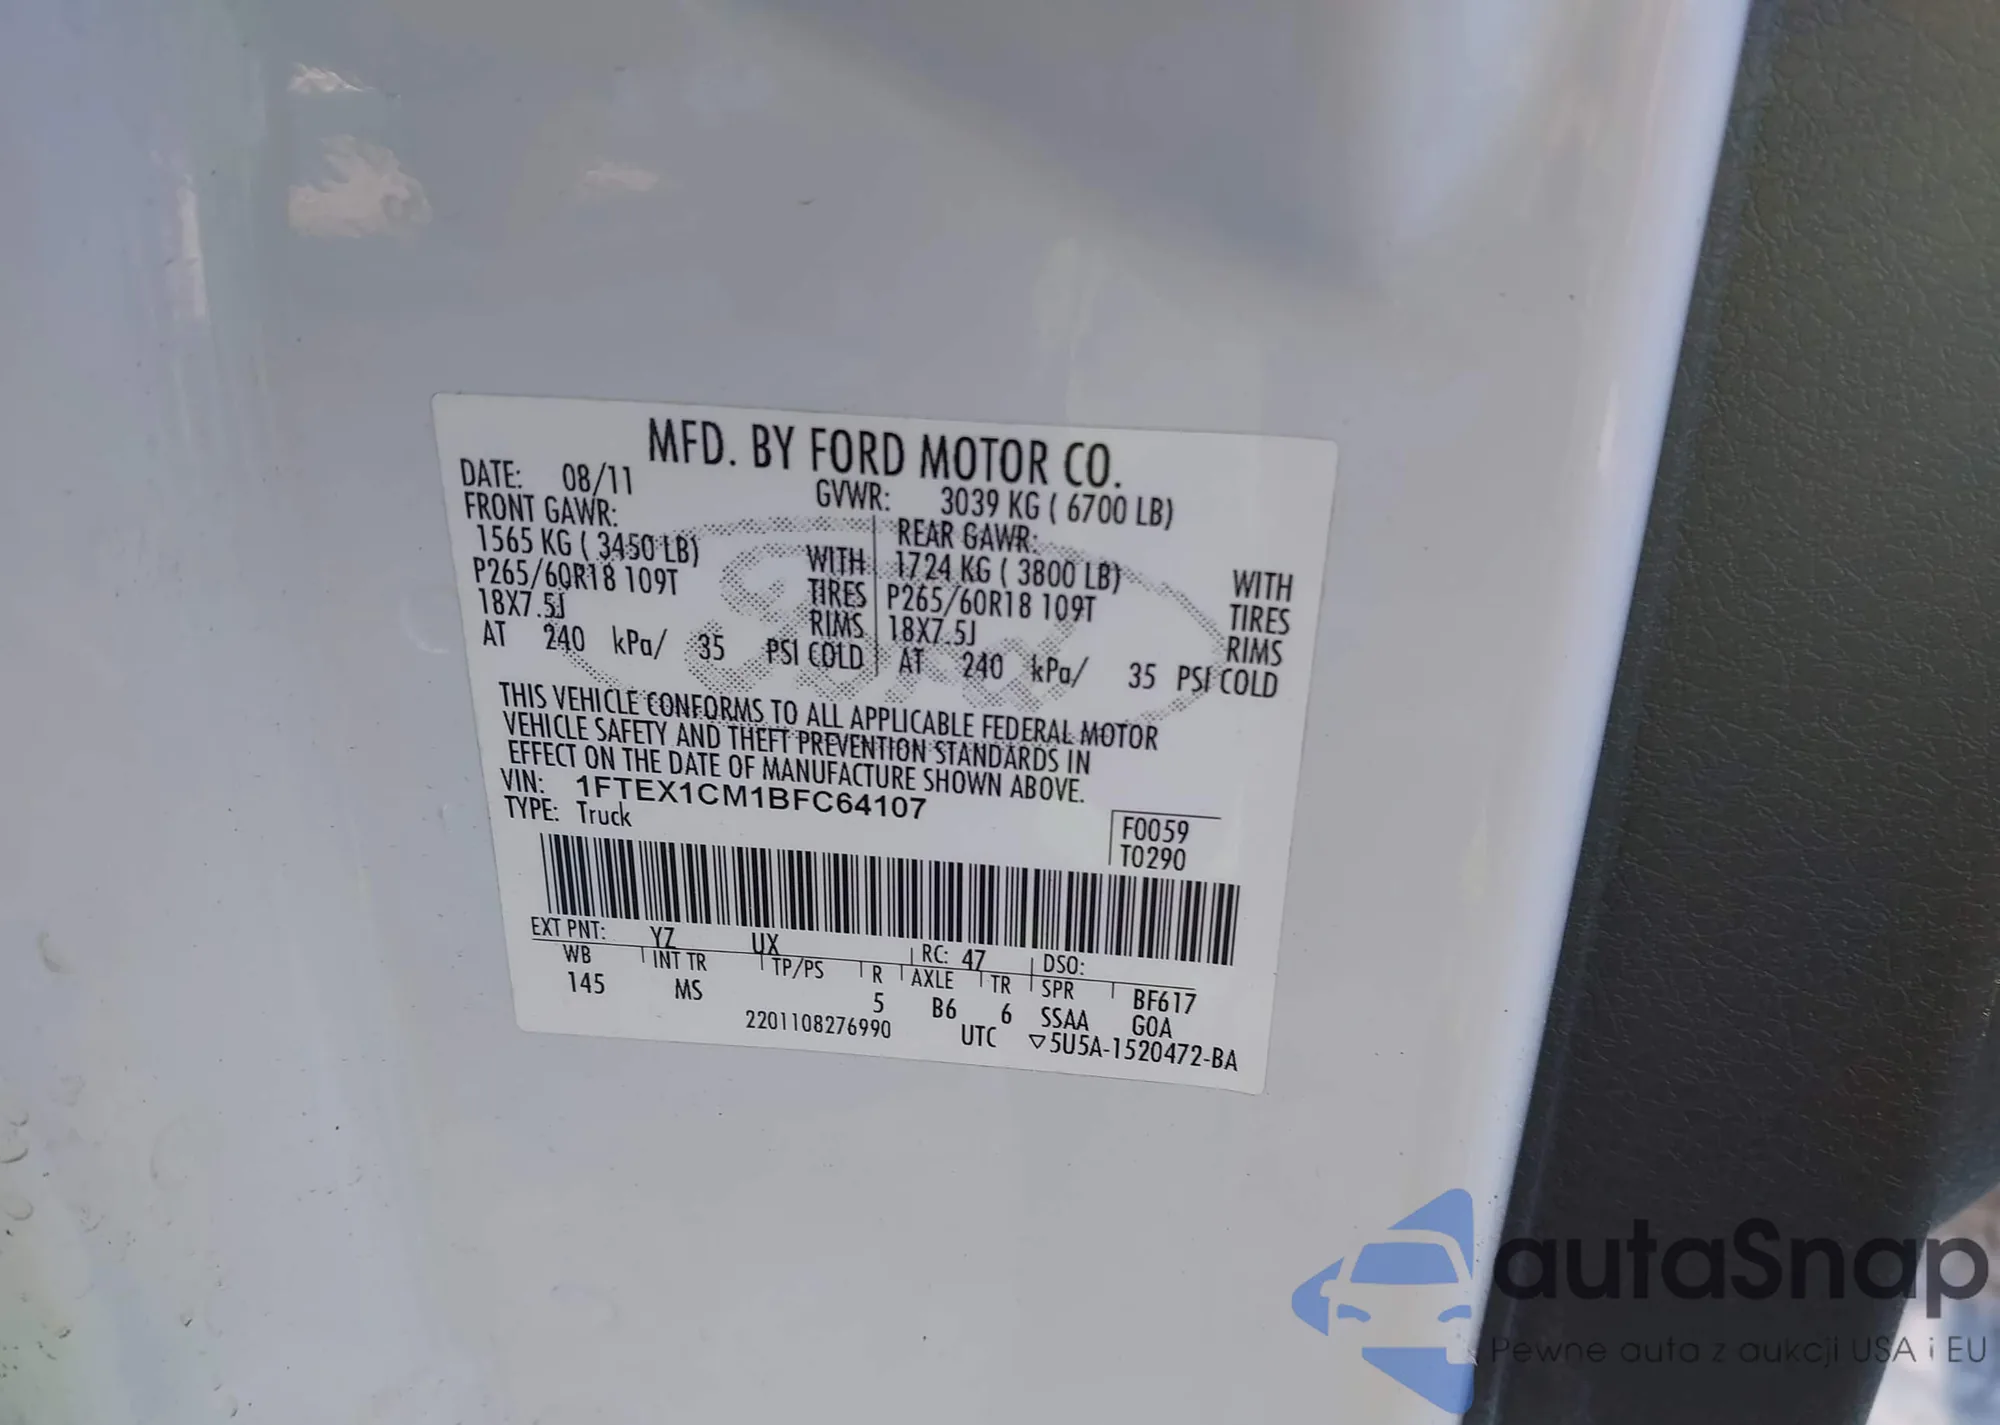 MFD. BY FORD MOTOR CO.
DATE: 08/11 GVWR: 3039 KG ( 6700 LB)
FRONT GAWR: REAR GAWR:
1565 KG ( 3450 LB) WITH 1724 KG ( 3800 LB) WITH
P265/60R18 109T TIRES P265/60R18 109T TIRES
18X7.5J RIMS 18X7.5J RIMS
AT 240 kPa/ 35 PSI COLD AT 240 kPa/ 35 PSI COLD
THIS VEHICLE CONFORMS TO ALL APPLICABLE FEDERAL MOTOR
VEHICLE SAFETY AND THEFT PREVENTION STANDARDS IN
EFFECT ON THE DATE OF MANUFACTURE SHOWN ABOVE.
VIN: 1FTEX1CM1BFC64107
TYPE: Truck
F0059
T0290
EXT PNT: YZ UX RC: 47 DSO:
WB INT TR TP/PS R AXLE TR SPR BF617
145 MS 5 B6 6 SSAA GOA
2201108276990 UTC ▽5U5A-1520472-BA
autaSnap
Pewne auta z aukcji USA i EU